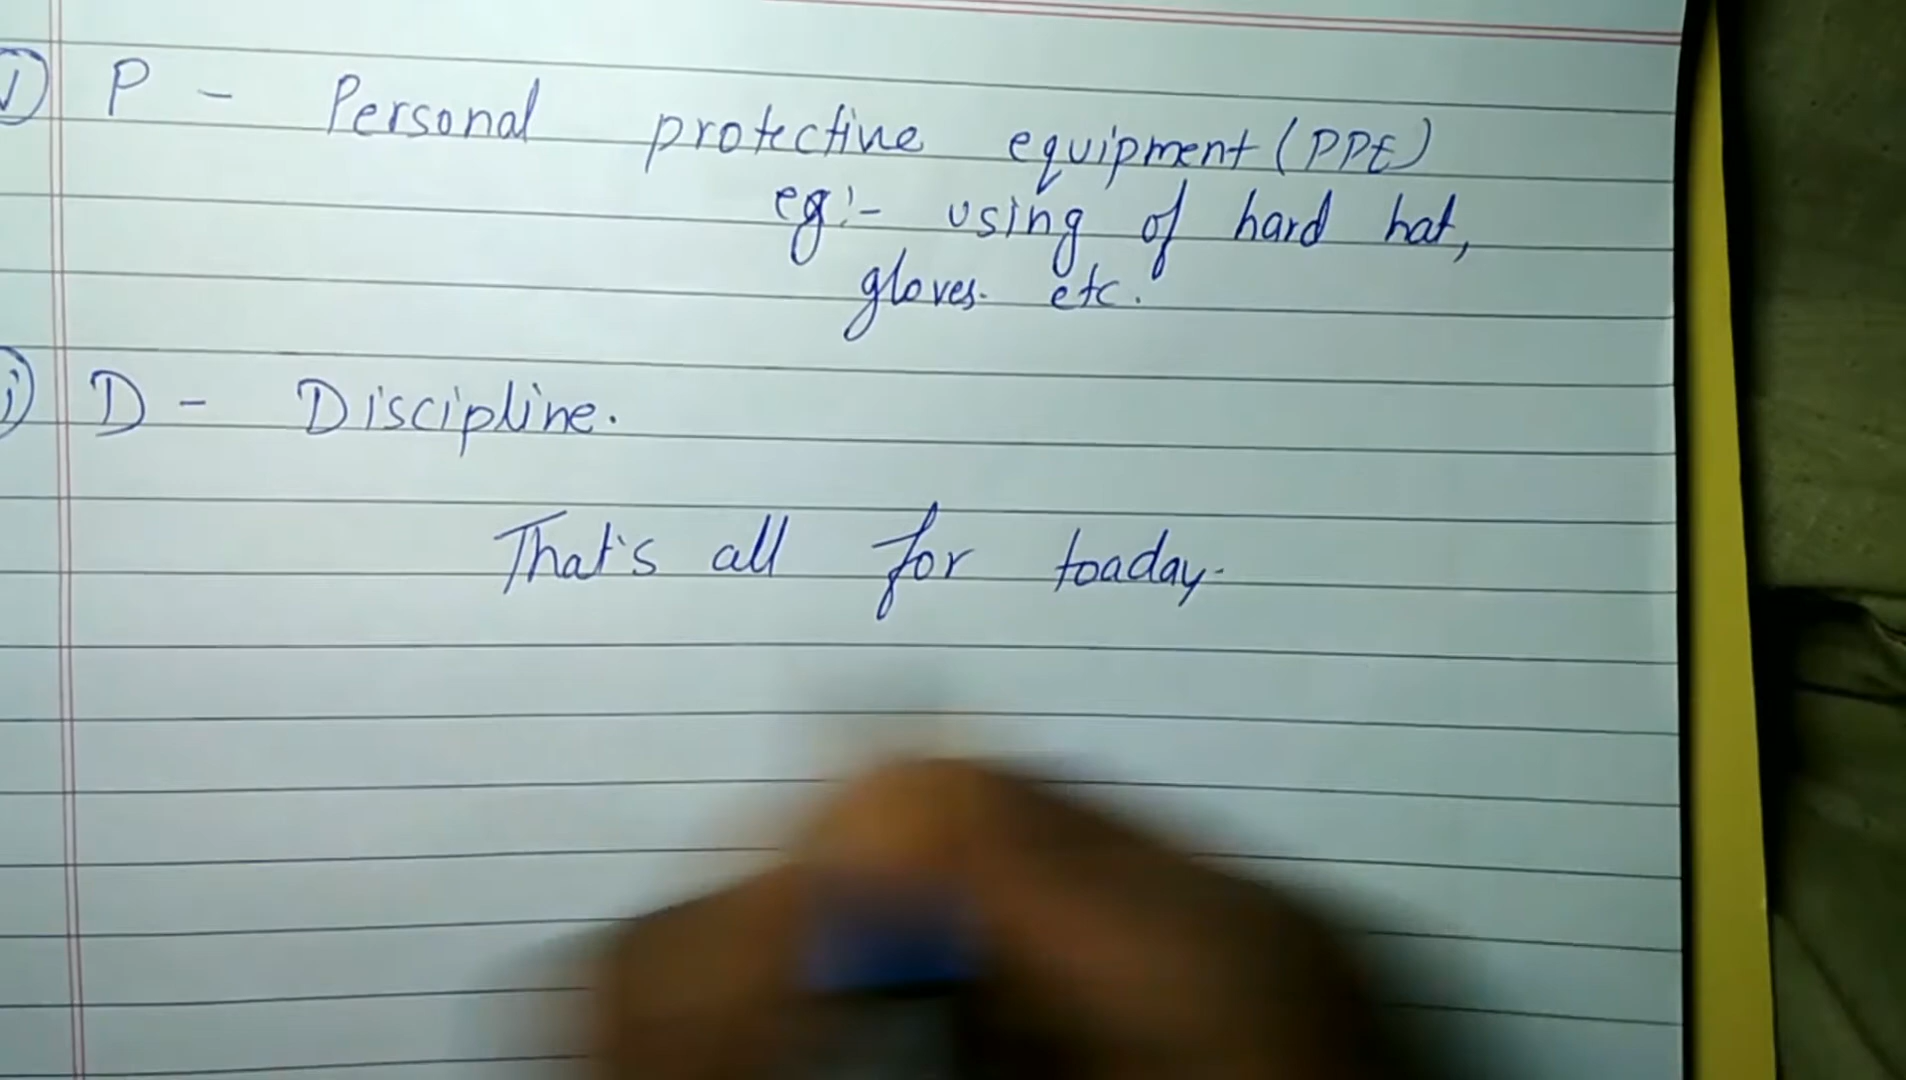 P - Personal protective equipment (PPE)
eg:- using of hard hat,
gloves. etc.
D - Discipline.
That's all for toaday.